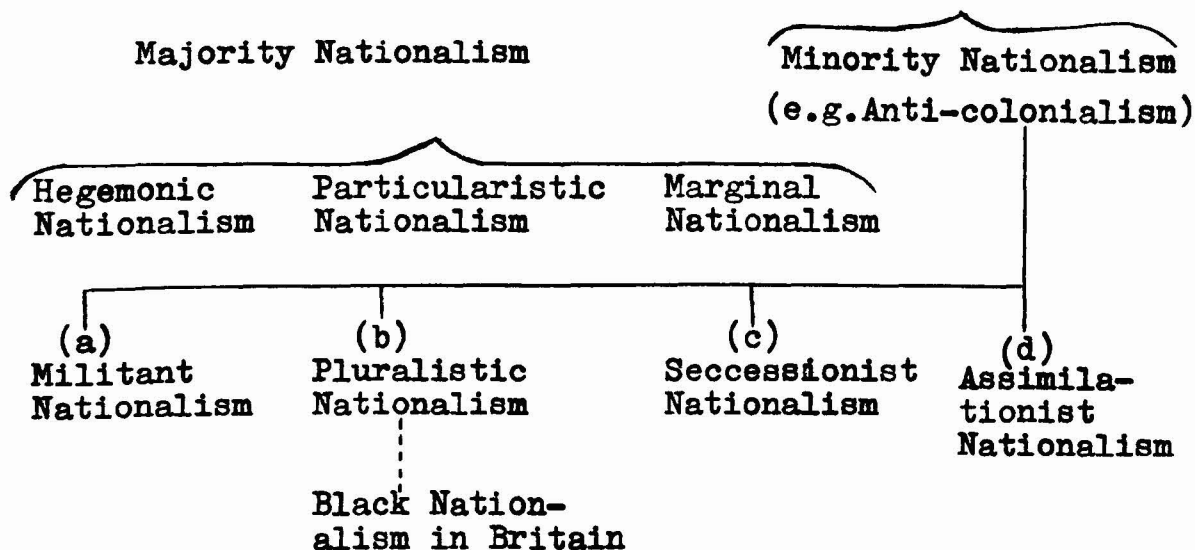 Majority Nationalism
Minority Nationalism
(e.g.Anti-colonialism)
Hegemonic
Nationalism
Particularistic
Nationalism
Marginal
Nationalism
(a)
Militant
Nationalism
(b)
Pluralistic
Nationalism
(c)
Seccessionist
Nationalism
(d)
Assimila-
tionist
Nationalism
Black Nation-
alism in Britain